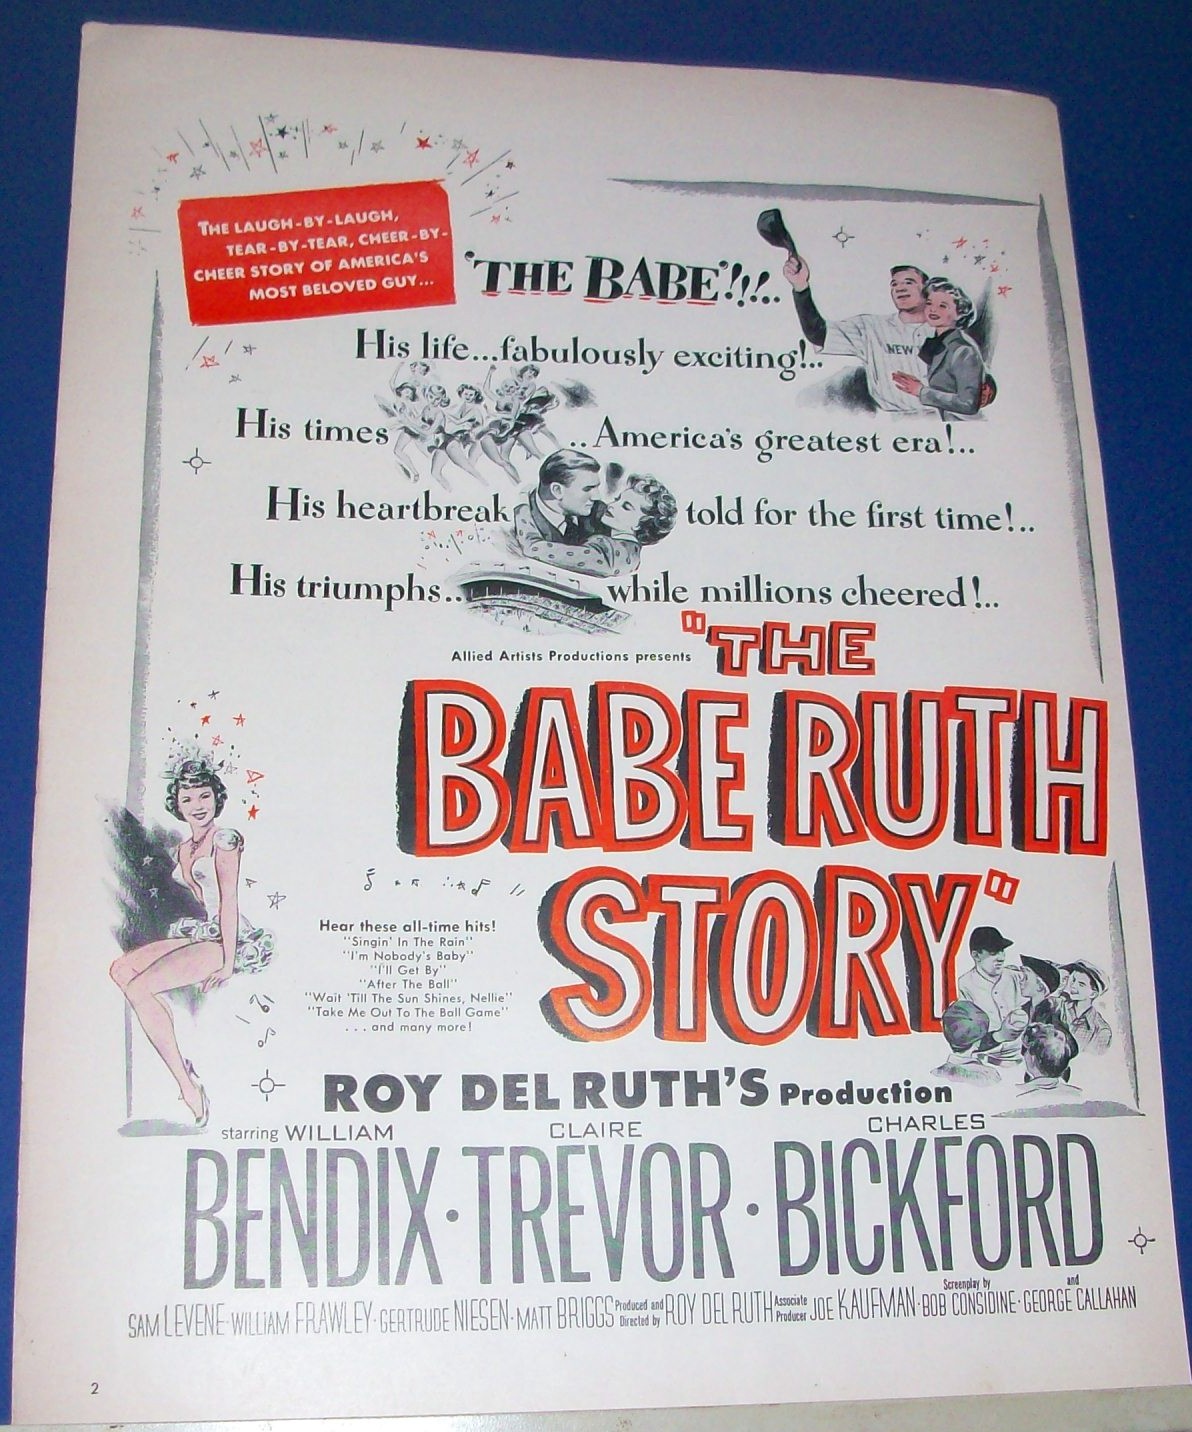 THE LAUGH-BY-LAUGH,
TEAR-BY-TEAR, CHEER-BY-
CHEER STORY OF AMERICA'S
MOST BELOVED GUY...
'THE BABE'!!!...
His life...fabulously exciting!..
NEW
His times ..America's greatest era!...
His heartbreak told for the first time!..
His triumphs... while millions cheered!...
Allied Artists Productions presents
"THE
BABE RUTH
STORY"
Hear these all-time hits!
"Singin' In The Rain"
"I'm Nobody's Baby"
"I'll Get By"
"After The Ball"
"Wait 'Till The Sun Shines, Nellie"
"Take Me Out To The Ball Game"
. . . and many more!
ROY DEL RUTH'S Production
starring WILLIAM CLAIRE CHARLES
BENDIX · TREVOR · BICKFORD
SAM LEVENE · WILLIAM FRAWLEY · GERTRUDE NIESEN · MATT BRIGGS Produced and Directed by ROY DEL RUTH Associate Producer JOE KAUFMAN · Screenplay by BOB CONSIDINE · and GEORGE CALLAHAN
2